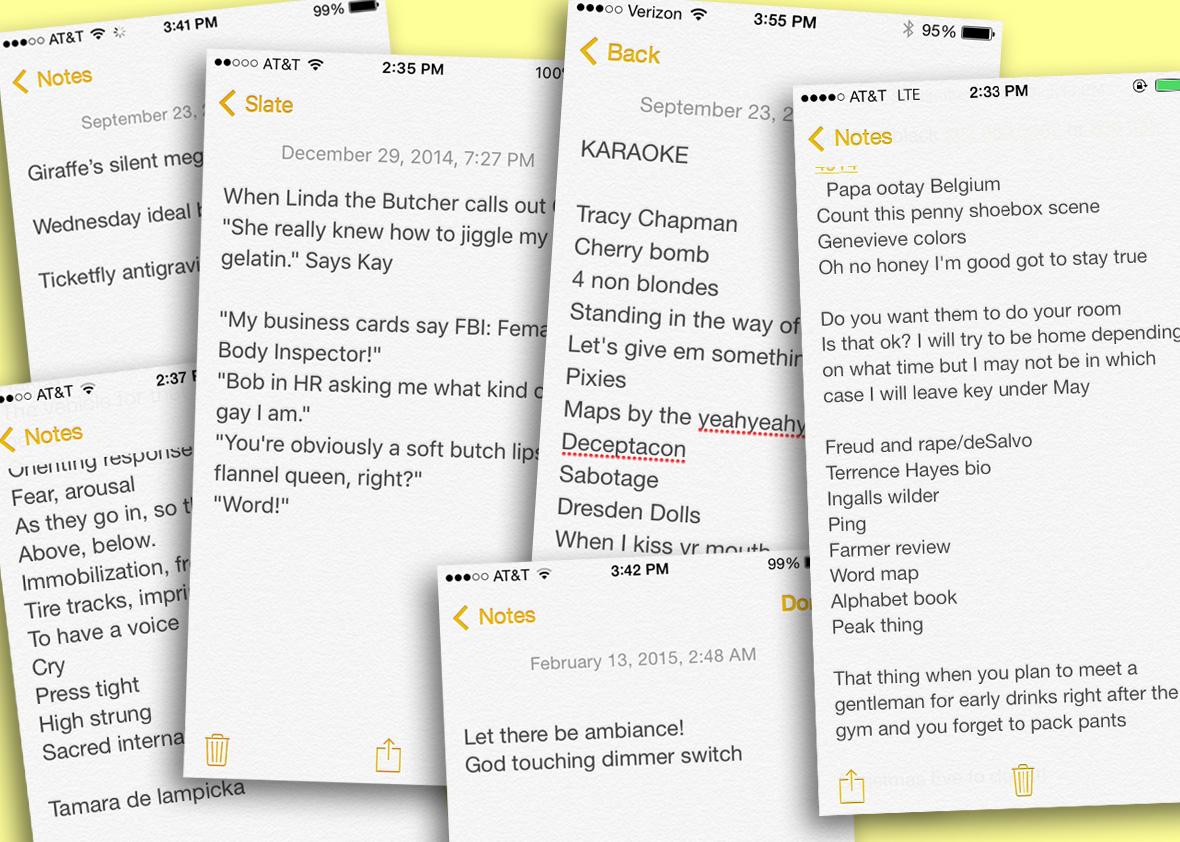 AT&T 3:41 PM 99%
Notes
September 23,
Giraffe's silent meg
Wednesday ideal
Ticketfly antigravi
AT&T 2:35 PM 100%
Slate
December 29, 2014, 7:27 PM
When Linda the Butcher calls out
"She really knew how to jiggle my
gelatin." Says Kay
"My business cards say FBI: Fema
Body Inspector!"
"Bob in HR asking me what kind o
gay I am."
"You're obviously a soft butch lips
flannel queen, right?"
"Word!"
Verizon 3:55 PM 95%
Back
September 23, 2
KARAOKE
Tracy Chapman
Cherry bomb
4 non blondes
Standing in the way of
Let's give em somethin
Pixies
Maps by the yeahyeahy
Deceptacon
Sabotage
Dresden Dolls
When I kiss yr mouth
AT&T LTE 2:33 PM
Notes
Papa ootay Belgium
Count this penny shoebox scene
Genevieve colors
Oh no honey I'm good got to stay true
Do you want them to do your room
Is that ok? I will try to be home depending
on what time but I may not be in which
case I will leave key under May
Freud and rape/deSalvo
Terrence Hayes bio
Ingalls wilder
Ping
Farmer review
Word map
Alphabet book
Peak thing
That thing when you plan to meet a
gentleman for early drinks right after the
gym and you forget to pack pants
AT&T 2:37 P
Notes
Orienting response
Fear, arousal
As they go in, so th
Above, below.
Immobilization, fr
Tire tracks, impri
To have a voice
Cry
Press tight
High strung
Sacred interna
Tamara de lampicka
AT&T 3:42 PM 99%
Notes Don
February 13, 2015, 2:48 AM
Let there be ambiance!
God touching dimmer switch